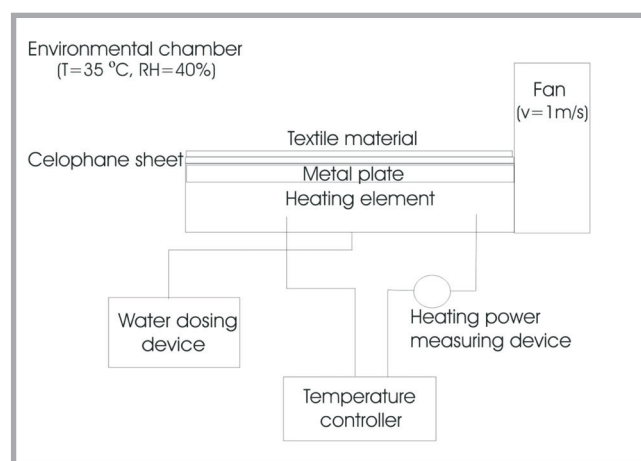 Environmental chamber
(T=35 ºC, RH=40%)
Fan
(v=1m/s)
Textile material
Celophane sheet
Metal plate
Heating element
Water dosing
device
Heating power
measuring device
Temperature
controller